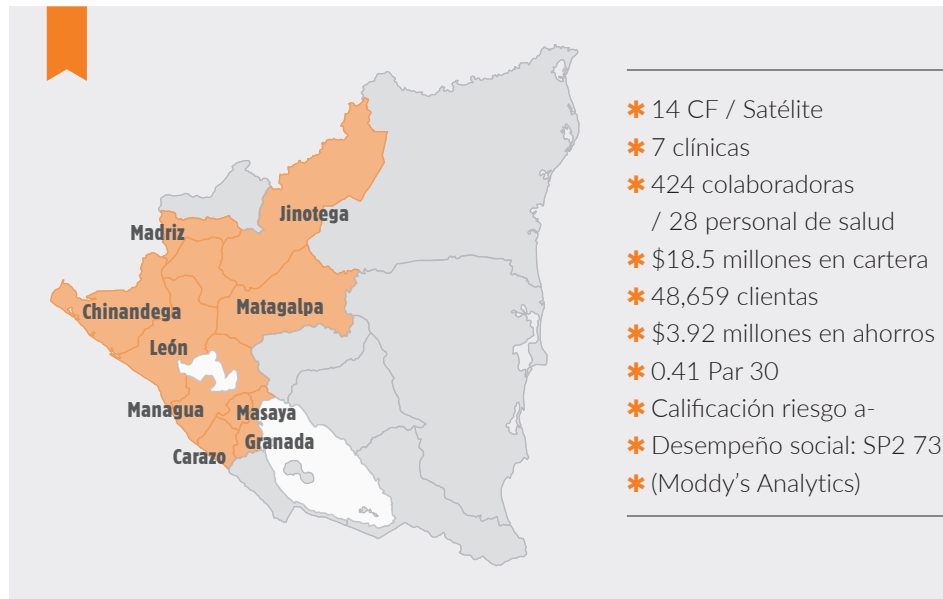 Jinotega
Madriz
Chinandega
Matagalpa
León
Managua
Masaya
Granada
Carazo
✱ 14 CF / Satélite
✱ 7 clínicas
✱ 424 colaboradoras
/ 28 personal de salud
✱ $18.5 millones en cartera
✱ 48,659 clientas
✱ $3.92 millones en ahorros
✱ 0.41 Par 30
✱ Calificación riesgo a-
✱ Desempeño social: SP2 73
✱ (Moddy’s Analytics)